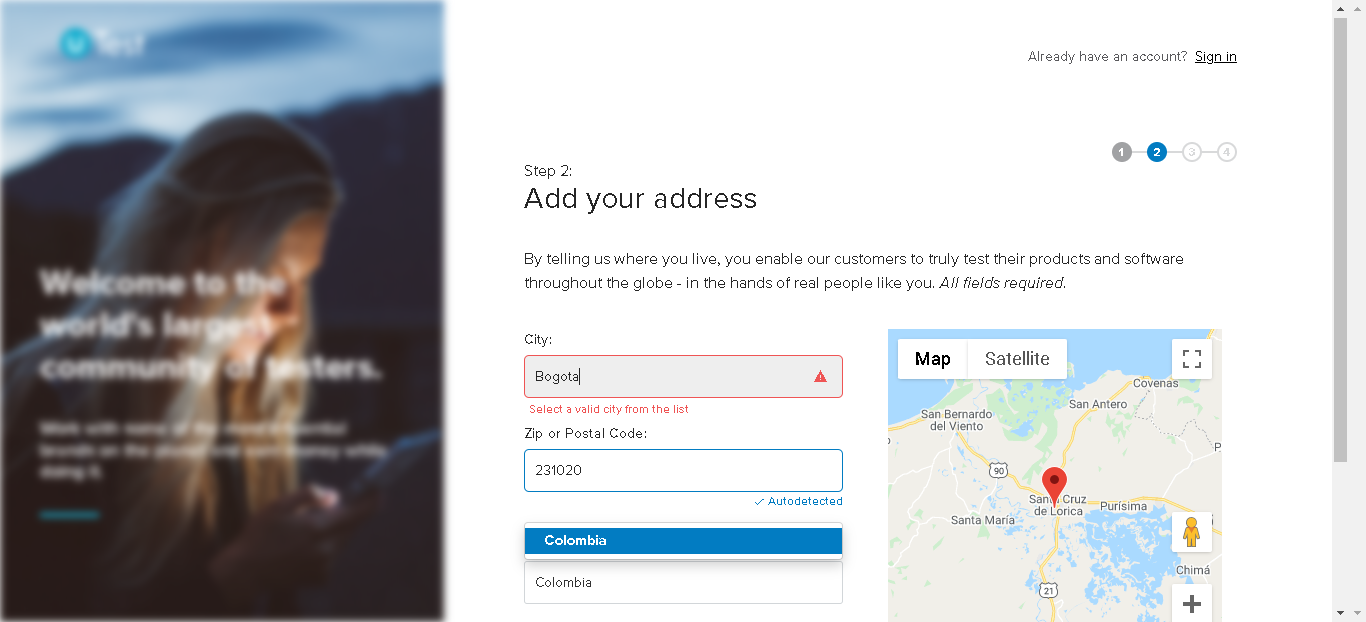 uTest
Already have an account? Sign in
1 2 3 4
Step 2:
Add your address
Welcome to the
world's largest
community of testers.
doing it.
By telling us where you live, you enable our customers to truly test their products and software
throughout the globe - in the hands of real people like you. All fields required.
City:
Bogota
Select a valid city from the list
Zip or Postal Code:
231020
Autodetected
Colombia
Colombia
Map
Satellite
Covenas
San Antero
San Bernardo
del Viento
90
Santa Cruz
de Lorica
Purísima
Santa María
Chimá
21